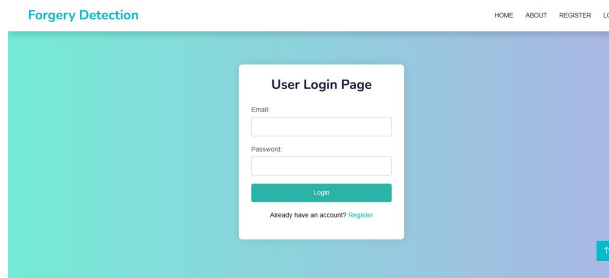 Forgery Detection
HOME ABOUT REGISTER
User Login Page
Email:
Password:
Login
Already have an account? Register